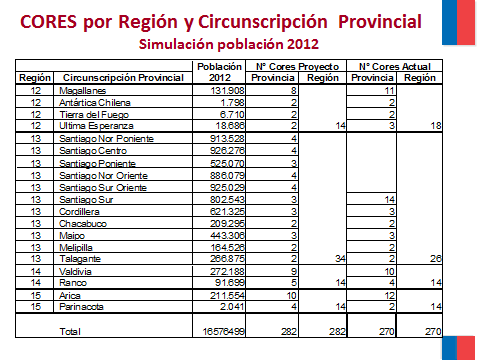 CORES por Región y Circunscripción Provincial
Simulación población 2012
Población N° Cores Proyecto N° Cores Actual
Región Circunscripción Provincial 2012 Provincia Región Provincia Región
12 Magallanes 131.908 8 11
12 Antártica Chilena 1.798 2 2
12 Tierra del Fuego 6.710 2 2
12 Ultima Esperanza 18.686 2 14 3 18
13 Santiago Nor Poniente 913.528 4
13 Santiago Centro 926.276 4
13 Santiago Poniente 525.070 3
13 Santiago Nor Oriente 886.079 4
13 Santiago Sur Oriente 925.029 4
13 Santiago Sur 802.543 3 14
13 Cordillera 621.325 3 3
13 Chacabuco 209.295 2 2
13 Maipo 443.306 3 3
13 Melipilla 164.526 2 2
13 Talagante 266.875 2 34 2 26
14 Valdivia 272.188 9 10
14 Ranco 91.699 5 14 4 14
15 Arica 211.554 10 12
15 Parinacota 2.041 4 14 2 14
Total 16576499 282 282 270 270